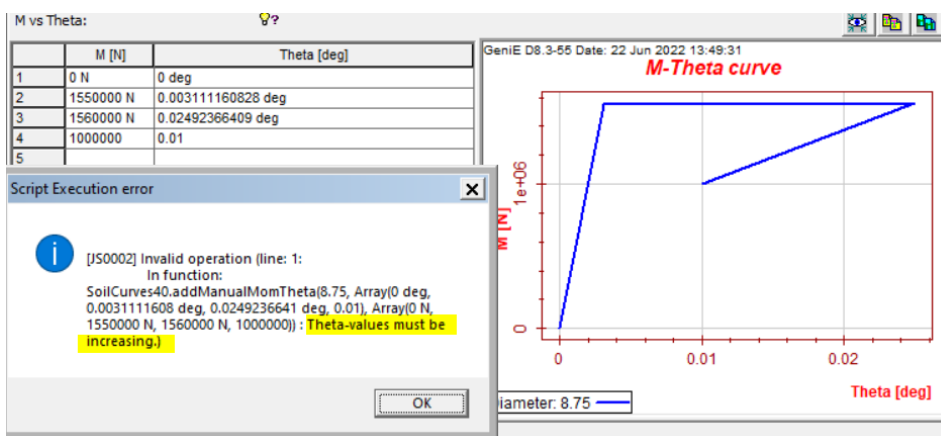 M vs Theta:
?
M [N] Theta [deg]
1 0 N 0 deg
2 1550000 N 0.003111160828 deg
3 1560000 N 0.02492366409 deg
4 1000000 0.01
5
GeniE D8.3-55 Date: 22 Jun 2022 13:49:31
M-Theta curve
1e+06
M [N]
0
0 0.01 0.02
Theta [deg]
Diameter: 8.75
Script Execution error
[JS0002] Invalid operation (line: 1:
In function:
SoilCurves40.addManualMomTheta(8.75, Array(0 deg,
0.0031111608 deg, 0.0249236641 deg, 0.01), Array(0 N,
1550000 N, 1560000 N, 1000000)) : Theta-values must be
increasing.)
OK